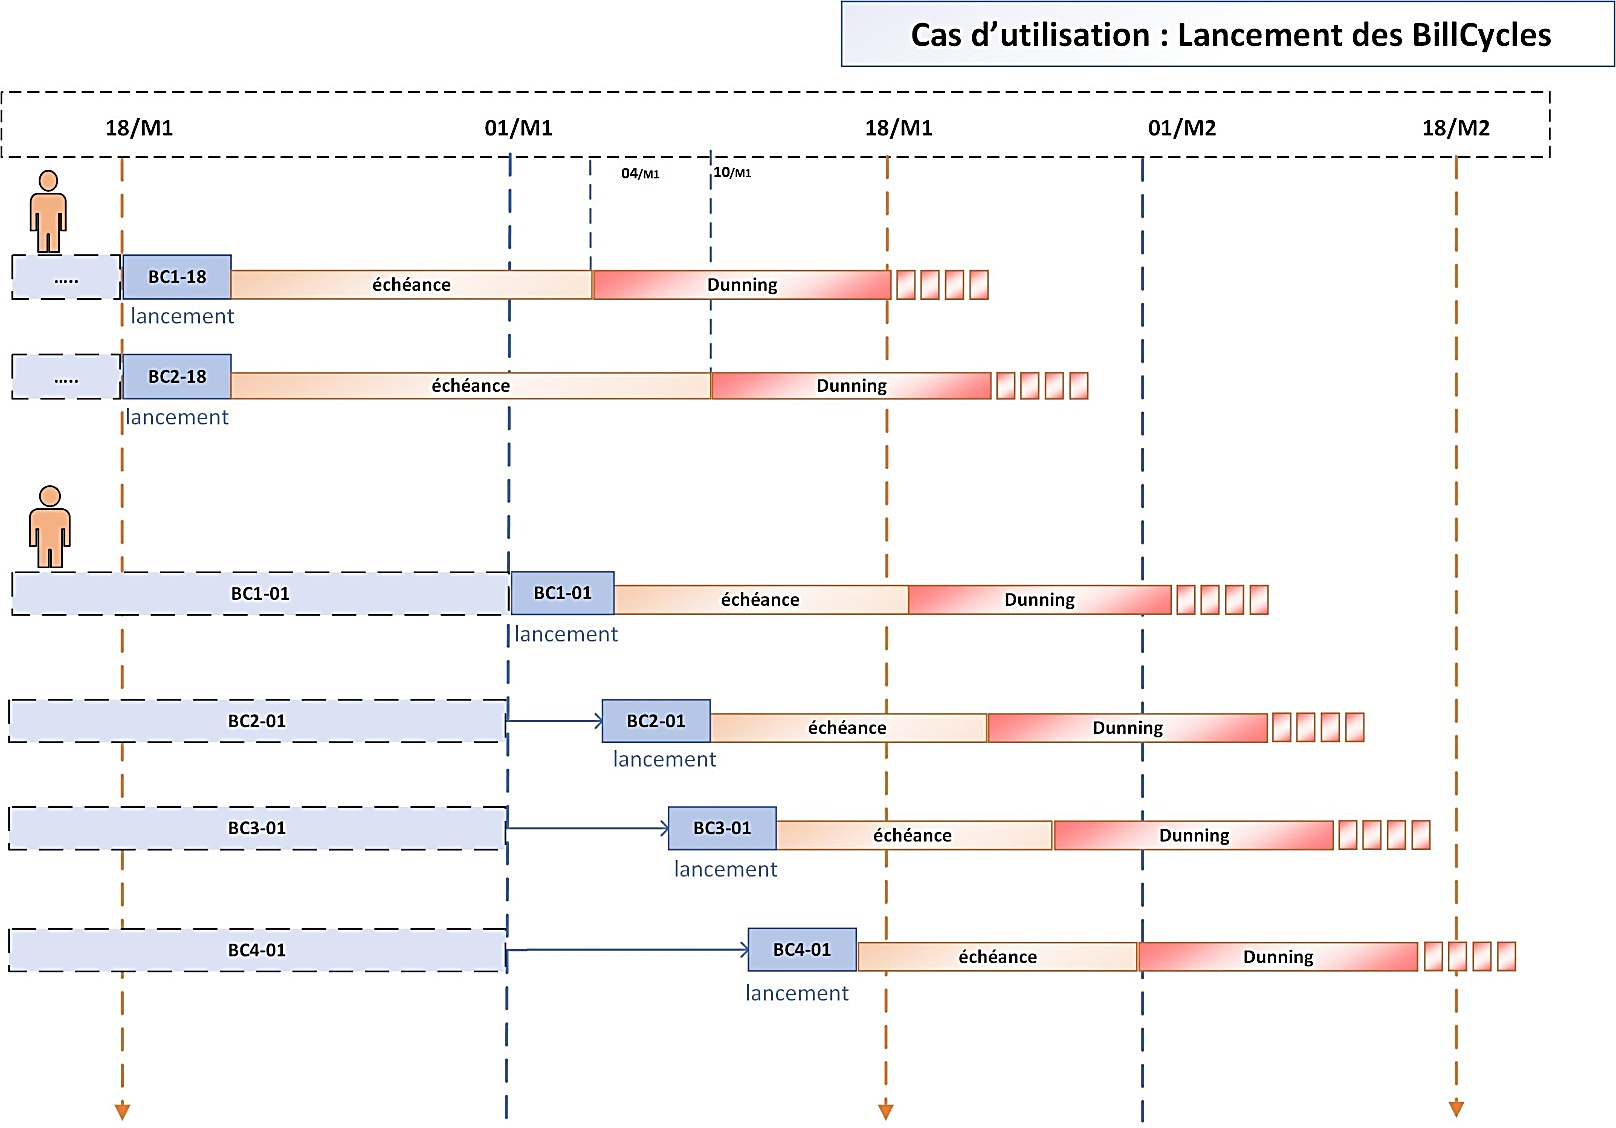 Cas d’utilisation : Lancement des BillCycles
18/M1 01/M1 18/M1 01/M2 18/M2
04/M1 10/M1
..... BC1-18 échéance Dunning
lancement
..... BC2-18 échéance Dunning
lancement
BC1-01 BC1-01 échéance Dunning
lancement
BC2-01 BC2-01 échéance Dunning
lancement
BC3-01 BC3-01 échéance Dunning
lancement
BC4-01 BC4-01 échéance Dunning
lancement